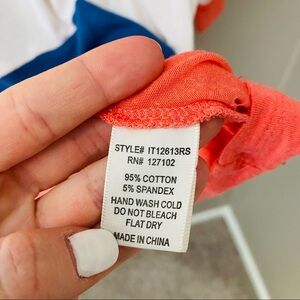 STYLE# IT12613RS
RN# 127102
95% COTTON
5% SPANDEX
HAND WASH COLD
DO NOT BLEACH
FLAT DRY
MADE IN CHINA